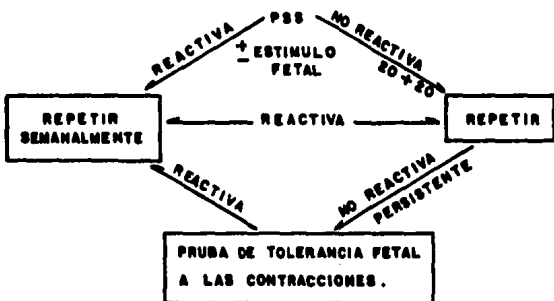 PSS
REACTIVA
+
-
ESTIMULO
FETAL
NO REACTIVA
20 + 20
REPETIR
SEMANALMENTE
REACTIVA
REPETIR
REACTIVA
NO REACTIVA
PERSISTENTE
PRUBA DE TOLERANCIA FETAL
A LAS CONTRACCIONES.